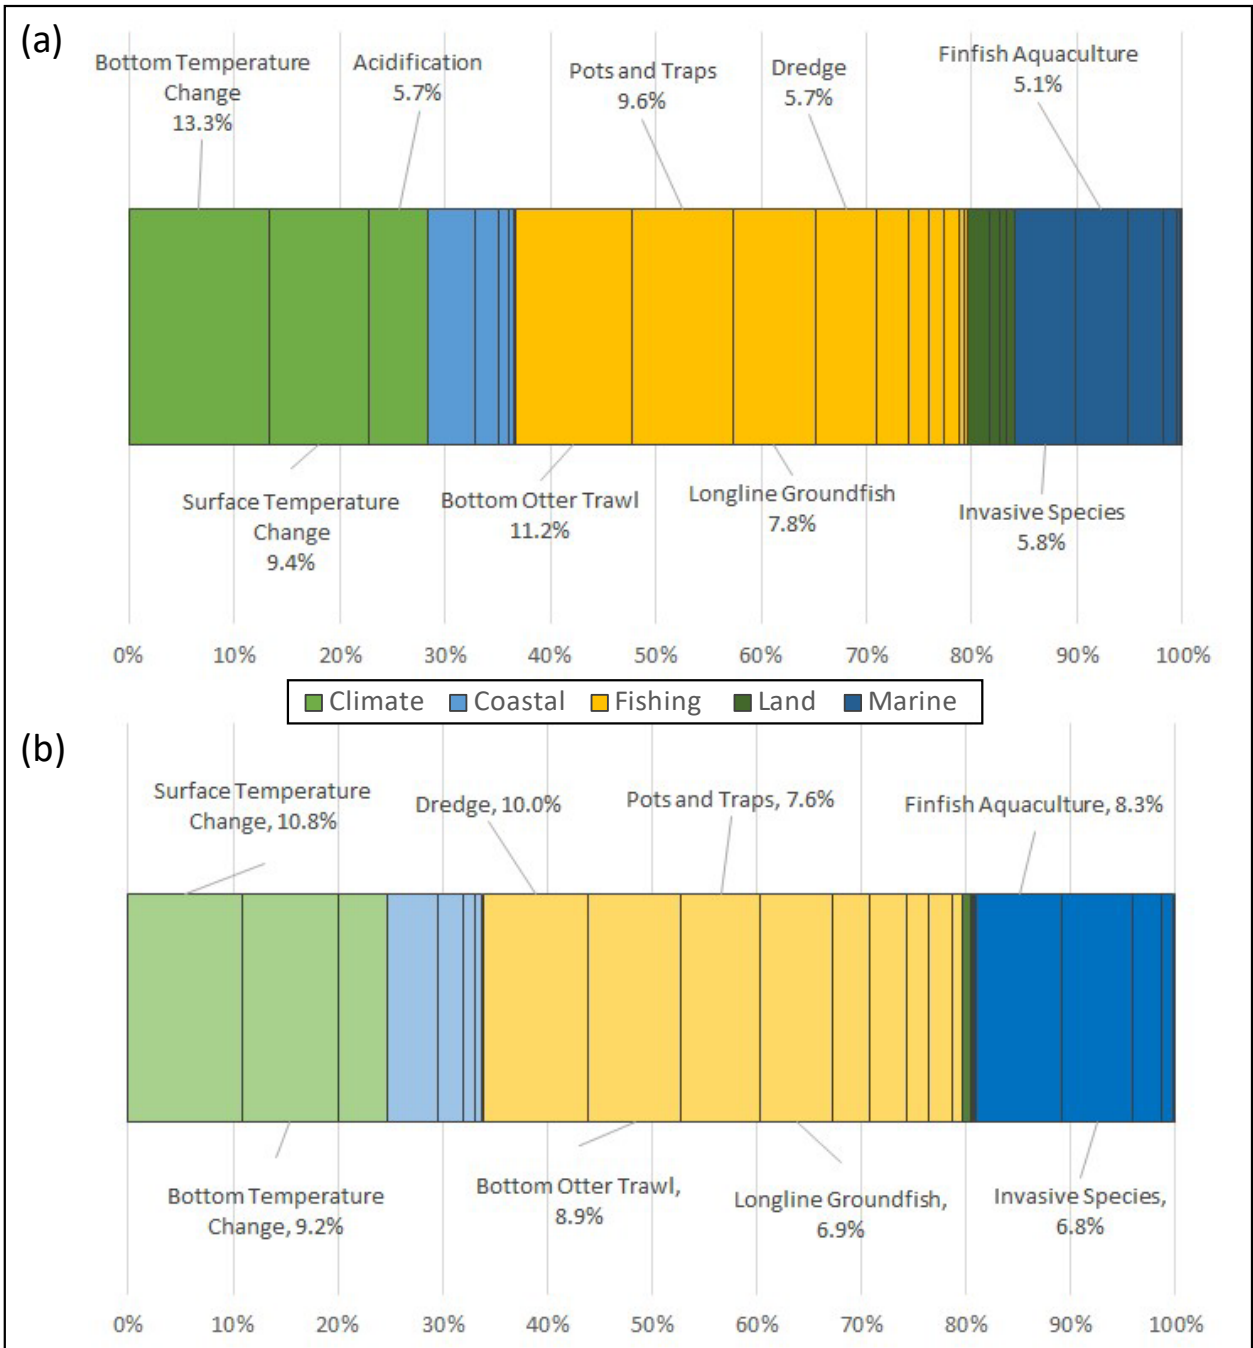 (a)
Bottom Temperature
Change
13.3%
Acidification
5.7%
Pots and Traps
9.6%
Dredge
5.7%
Finfish Aquaculture
5.1%
Surface Temperature
Change
9.4%
Bottom Otter Trawl
11.2%
Longline Groundfish
7.8%
Invasive Species
5.8%
0% 10% 20% 30% 40% 50% 60% 70% 80% 90% 100%
Climate Coastal Fishing Land Marine
(b)
Surface Temperature
Change, 10.8%
Dredge, 10.0%
Pots and Traps, 7.6%
Finfish Aquaculture, 8.3%
Bottom Temperature
Change, 9.2%
Bottom Otter Trawl,
8.9%
Longline Groundfish,
6.9%
Invasive Species,
6.8%
0% 10% 20% 30% 40% 50% 60% 70% 80% 90% 100%